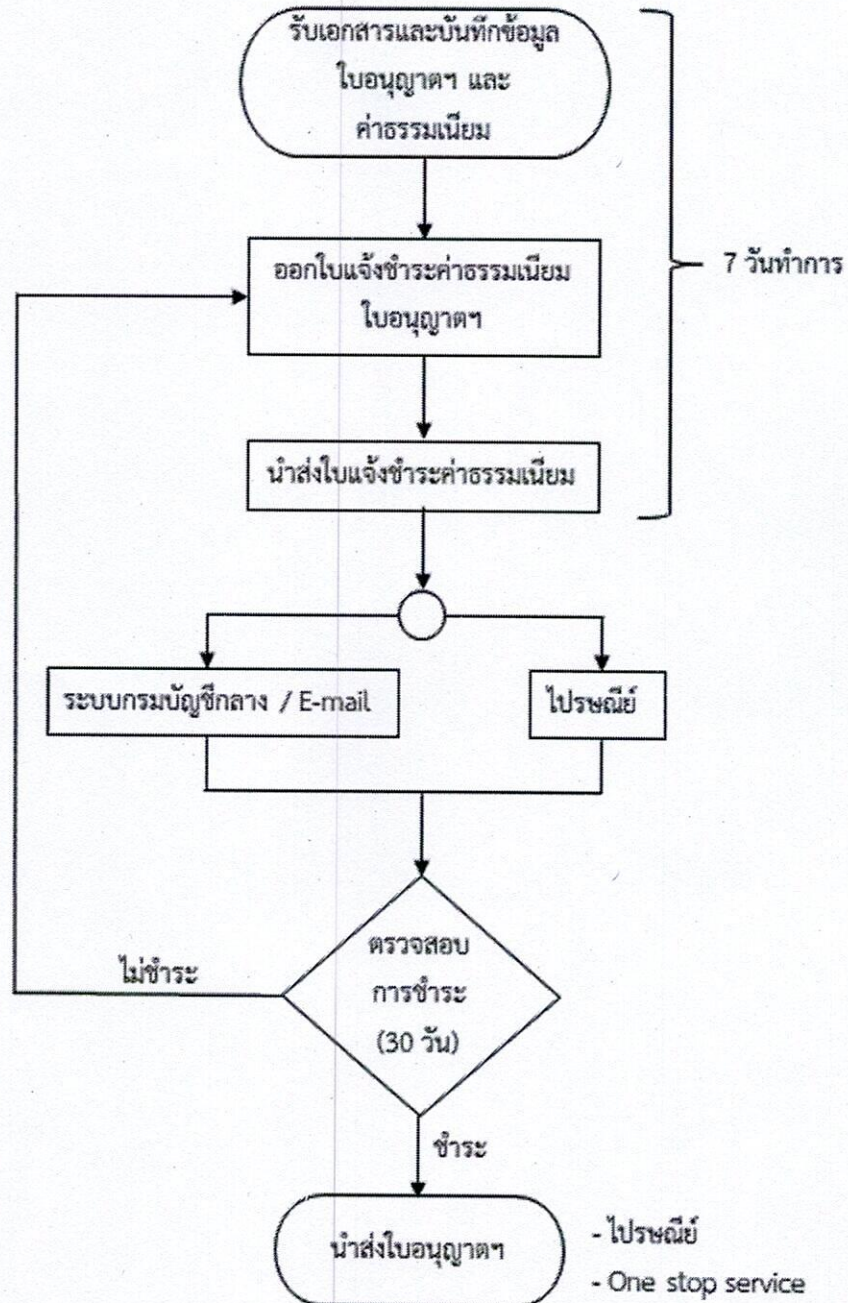 รับเอกสารและบันทึกข้อมูล
ใบอนุญาตฯ และ
ค่าธรรมเนียม
7 วันทำการ
ออกใบแจ้งชำระค่าธรรมเนียม
ใบอนุญาตฯ
นำส่งใบแจ้งชำระค่าธรรมเนียม
ระบบกรมบัญชีกลาง / E-mail
ไปรษณีย์
ตรวจสอบ
การชำระ
(30 วัน)
ไม่ชำระ
ชำระ
นำส่งใบอนุญาตฯ
- ไปรษณีย์
- One stop service